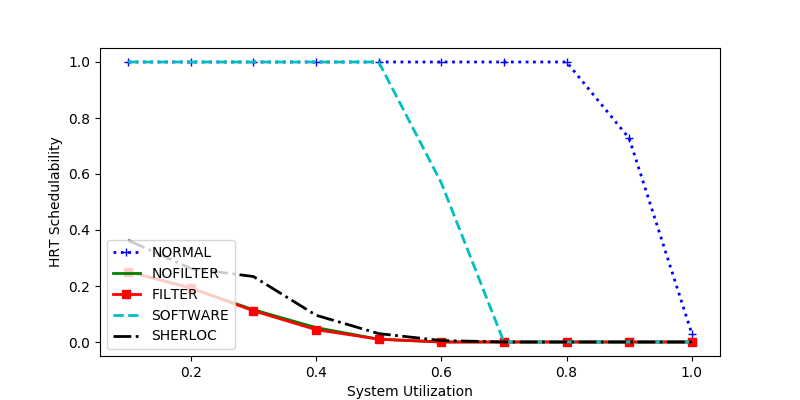 1.0
0.8
0.6
0.4
0.2
0.0
HRT Schedulability
NORMAL
NOFILTER
FILTER
SOFTWARE
SHERLOC
0.2 0.4 0.6 0.8 1.0
System Utilization